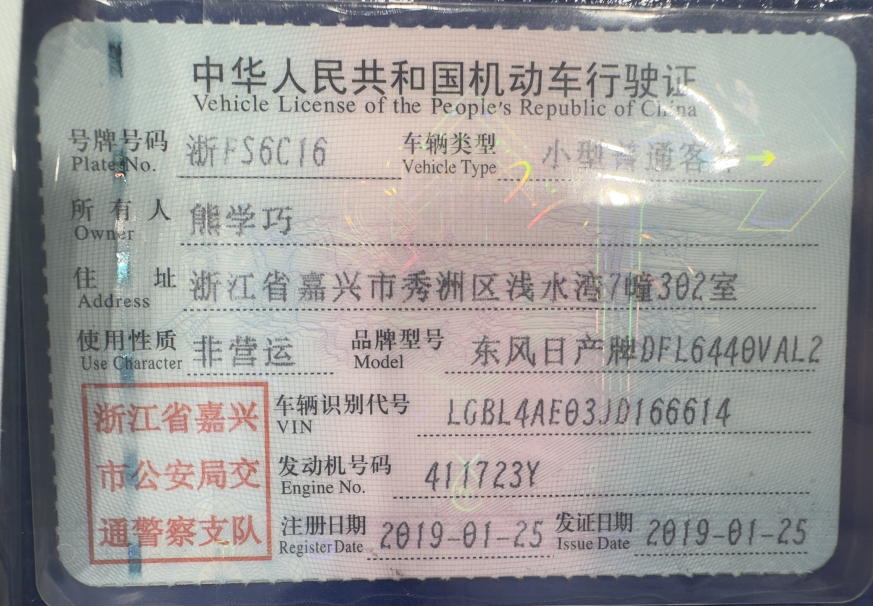 中华人民共和国机动车行驶证
Vehicle License of the People's Republic of China
号牌号码 浙FS6C16 车辆类型 小型普通客车
Plate No. Vehicle Type
所有人 熊学巧
Owner
住址 浙江省嘉兴市秀洲区浅水湾7幢302室
Address
使用性质 非营运 品牌型号 东风日产牌DFL6440VAL2
Use Character Model
浙江省嘉兴
市公安局交
通警察支队
车辆识别代号 LGBL4AE03JD166614
VIN
发动机号码 411723Y
Engine No.
注册日期 2019-01-25 发证日期 2019-01-25
Register Date Issue Date